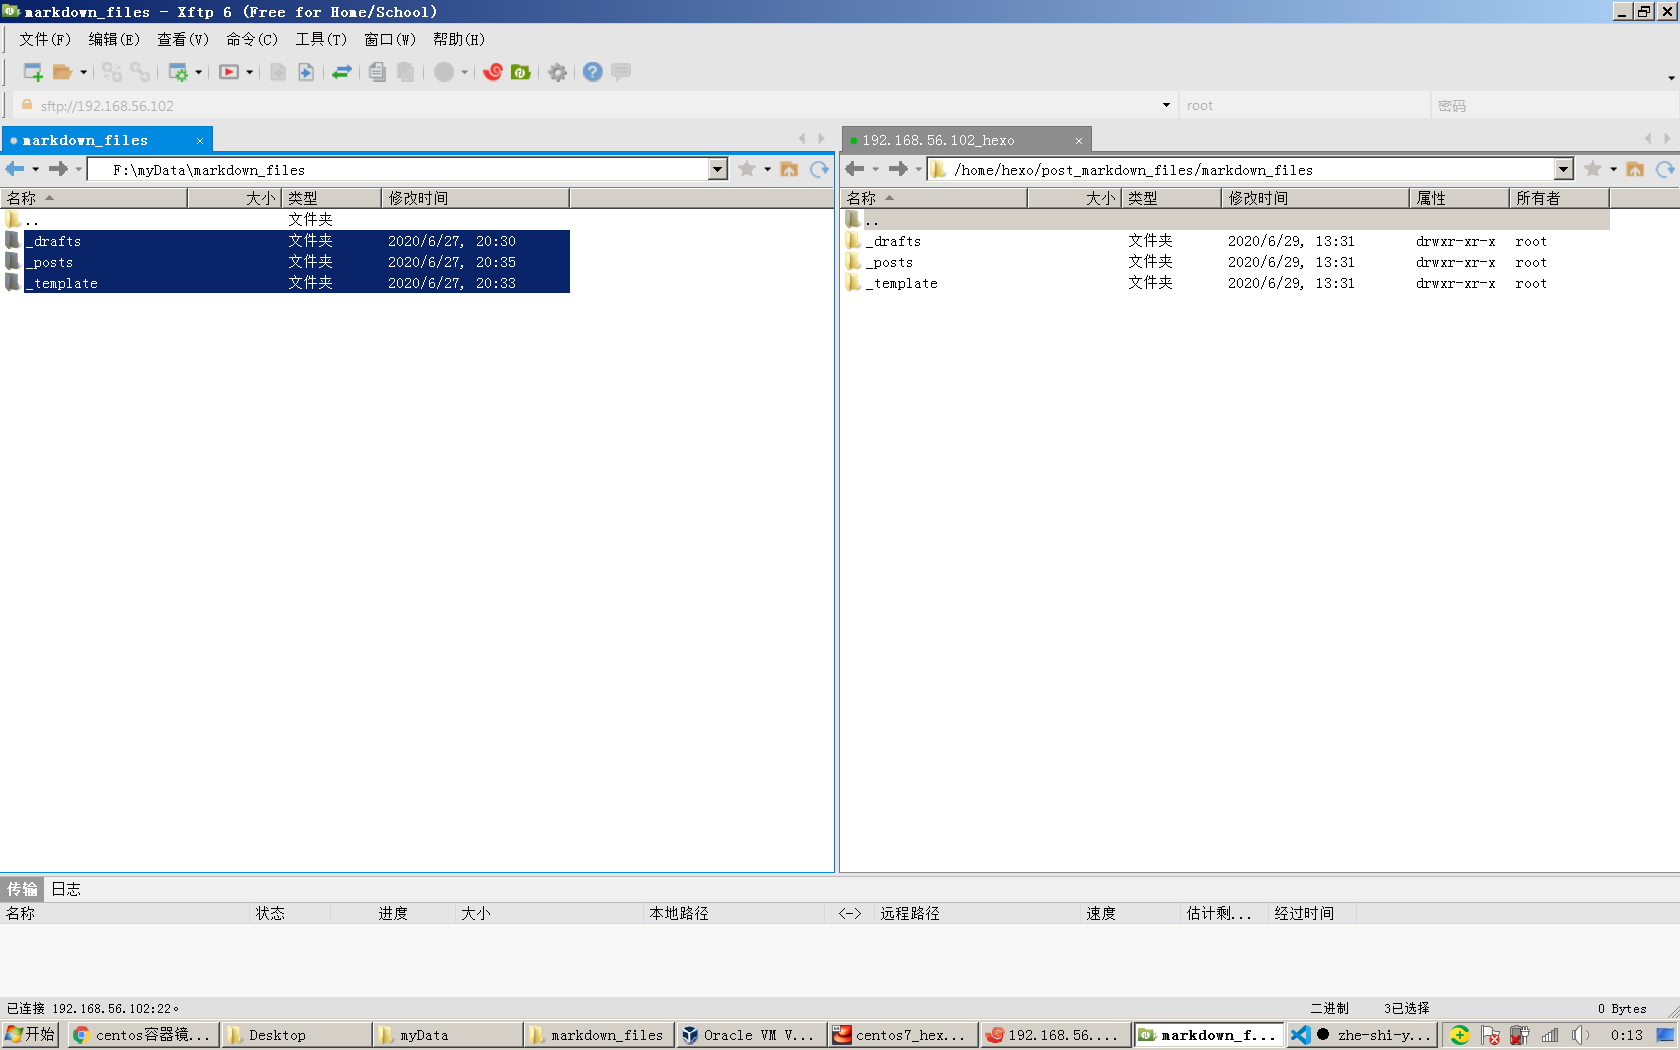 markdown_files - Xftp 6 (Free for Home/School)
文件(F) 编辑(E) 查看(V) 命令(C) 工具(T) 窗口(W) 帮助(H)
sftp://192.168.56.102 root 密码
markdown_files × 192.168.56.102_hexo ×
F:\myData\markdown_files /home/hexo/post_markdown_files/markdown_files
名称 大小 类型 修改时间 名称 大小 类型 修改时间 属性 所有者
.. 文件夹 ..
_drafts 文件夹 2020/6/27, 20:30 _drafts 文件夹 2020/6/29, 13:31 drwxr-xr-x root
_posts 文件夹 2020/6/27, 20:35 _posts 文件夹 2020/6/29, 13:31 drwxr-xr-x root
_template 文件夹 2020/6/27, 20:33 _template 文件夹 2020/6/29, 13:31 drwxr-xr-x root
传输 日志
名称 状态 进度 大小 本地路径 <-> 远程路径 速度 估计剩... 经过时间
已连接 192.168.56.102:22。 二进制 3已选择 0 Bytes
开始 centos容器镜... Desktop myData markdown_files Oracle VM V... centos7_hex... 192.168.56.... markdown_f... zhe-shi-y... 0:13